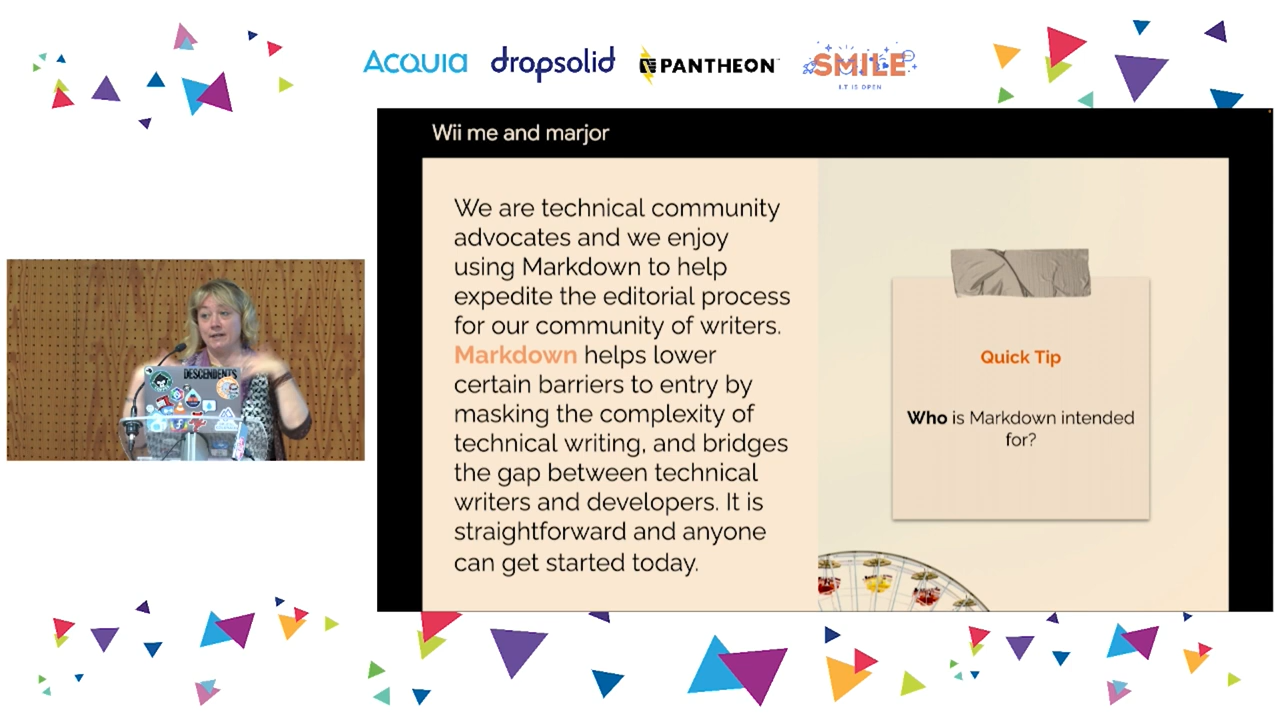 Acquia
dropsolid
PANTHEON
SMILE
I.T IS OPEN
Wii me and marjor
We are technical community
advocates and we enjoy
using Markdown to help
expedite the editorial process
for our community of writers.
Markdown helps lower
certain barriers to entry by
masking the complexity of
technical writing, and bridges
the gap between technical
writers and developers. It is
straightforward and anyone
can get started today.
Quick Tip
Who is Markdown intended
for?
DESCENDENTS